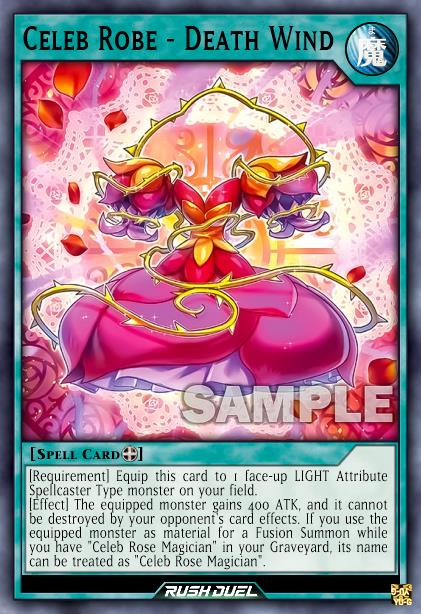 CELEB ROBE - DEATH WIND
ま
魔
SAMPLE
[SPELL CARD]
[Requirement] Equip this card to 1 face-up LIGHT Attribute
Spellcaster Type monster on your field.
[Effect] The equipped monster gains 400 ATK, and it cannot
be destroyed by your opponent's card effects. If you use the
equipped monster as material for a Fusion Summon while
you have "Celeb Rose Magician" in your Graveyard, its name
can be treated as "Celeb Rose Magician".
RUSH DUEL